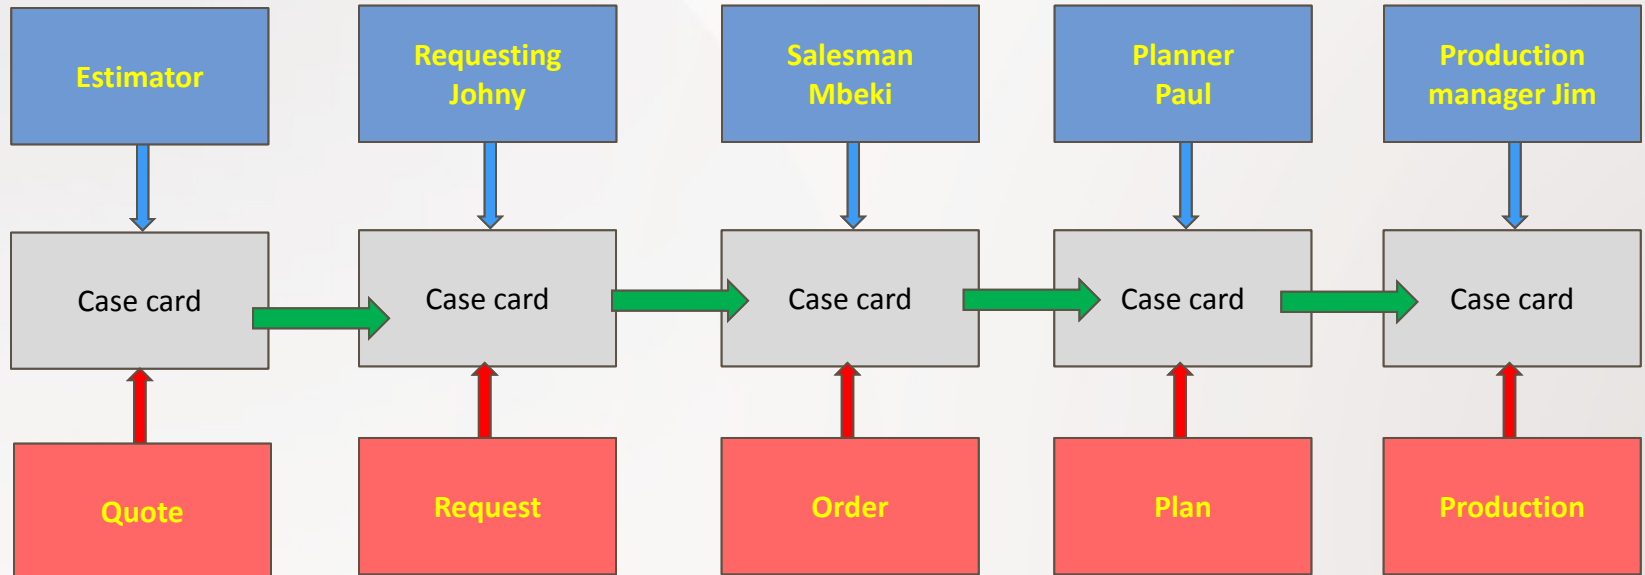 Estimator
Requesting
Johny
Salesman
Mbeki
Planner
Paul
Production
manager Jim
Case card
Case card
Case card
Case card
Case card
Quote
Request
Order
Plan
Production